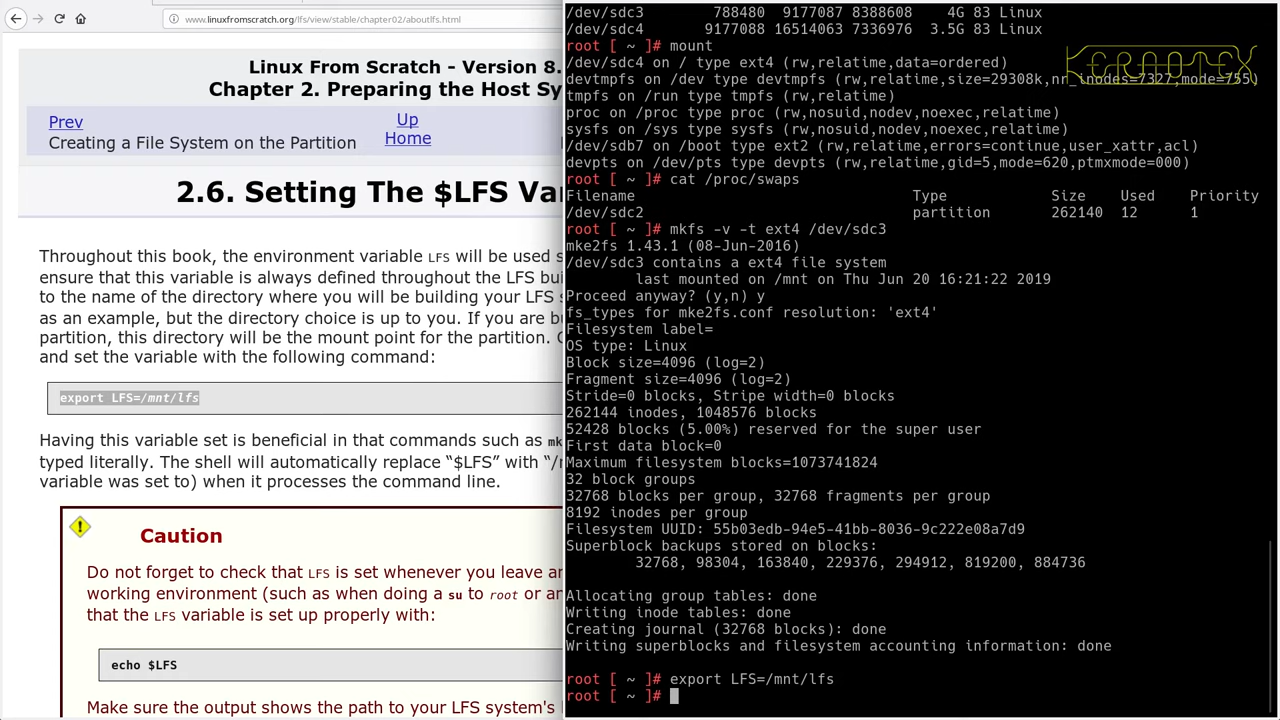 www.linuxfromscratch.org/lfs/view/stable/chapter02/aboutlfs.html
Linux From Scratch - Version 8.
Chapter 2. Preparing the Host Sy
Prev
Up
Creating a File System on the Partition
Home
2.6. Setting The $LFS Va
Throughout this book, the environment variable LFS will be used s
ensure that this variable is always defined throughout the LFS bui
to the name of the directory where you will be building your LFS s
as an example, but the directory choice is up to you. If you are b
partition, this directory will be the mount point for the partition. C
and set the variable with the following command:
export LFS=/mnt/lfs
Having this variable set is beneficial in that commands such as mk
typed literally. The shell will automatically replace “$LFS” with “/r
variable was set to) when it processes the command line.
Caution
Do not forget to check that LFS is set whenever you leave an
working environment (such as when doing a su to root or an
that the LFS variable is set up properly with:
echo $LFS
Make sure the output shows the path to your LFS system's
/dev/sdc3 788480 9177087 8388608 4G 83 Linux
/dev/sdc4 9177088 16514063 7336976 3.5G 83 Linux
root [ ~ ]# mount
/dev/sdc4 on / type ext4 (rw,relatime,data=ordered)
devtmpfs on /dev type devtmpfs (rw,relatime,size=29308k,nr_inodes=7327,mode=755)
tmpfs on /run type tmpfs (rw,relatime)
proc on /proc type proc (rw,nosuid,nodev,noexec,relatime)
sysfs on /sys type sysfs (rw,nosuid,nodev,noexec,relatime)
/dev/sdb7 on /boot type ext2 (rw,relatime,errors=continue,user_xattr,acl)
devpts on /dev/pts type devpts (rw,relatime,gid=5,mode=620,ptmxmode=000)
root [ ~ ]# cat /proc/swaps
Filename Type Size Used Priority
/dev/sdc2 partition 262140 12 1
root [ ~ ]# mkfs -v -t ext4 /dev/sdc3
mke2fs 1.43.1 (08-Jun-2016)
/dev/sdc3 contains a ext4 file system
last mounted on /mnt on Thu Jun 20 16:21:22 2019
Proceed anyway? (y,n) y
fs_types for mke2fs.conf resolution: 'ext4'
Filesystem label=
OS type: Linux
Block size=4096 (log=2)
Fragment size=4096 (log=2)
Stride=0 blocks, Stripe width=0 blocks
262144 inodes, 1048576 blocks
52428 blocks (5.00%) reserved for the super user
First data block=0
Maximum filesystem blocks=1073741824
32 block groups
32768 blocks per group, 32768 fragments per group
8192 inodes per group
Filesystem UUID: 55b03edb-94e5-41bb-8036-9c222e08a7d9
Superblock backups stored on blocks:
32768, 98304, 163840, 229376, 294912, 819200, 884736
Allocating group tables: done
Writing inode tables: done
Creating journal (32768 blocks): done
Writing superblocks and filesystem accounting information: done
root [ ~ ]# export LFS=/mnt/lfs
root [ ~ ]#